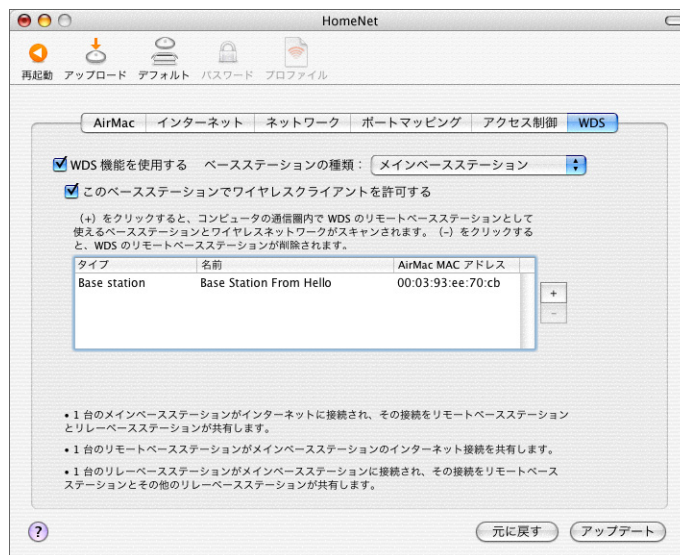 HomeNet
再起動 アップロード デフォルト パスワード プロファイル
AirMac インターネット ネットワーク ポートマッピング アクセス制御 WDS
WDS 機能を使用する ベースステーションの種類： メインベースステーション
このベースステーションでワイヤレスクライアントを許可する
（+）をクリックすると、コンピュータの通信圏内で WDS のリモートベースステーションとして
使えるベースステーションとワイヤレスネットワークがスキャンされます。（−）をクリックする
と、WDS のリモートベースステーションが削除されます。
タイプ 名前 AirMac MAC アドレス
Base station Base Station From Hello 00:03:93:ee:70:cb
+
−
• 1 台のメインベースステーションがインターネットに接続され、その接続をリモートベースステーション
とリレーベースステーションが共有します。
• 1 台のリモートベースステーションがメインベースステーションのインターネット接続を共有します。
• 1 台のリレーベースステーションがメインベースステーションに接続され、その接続をリモートベース
ステーションとその他のリレーベースステーションが共有します。
? 元に戻す アップデート